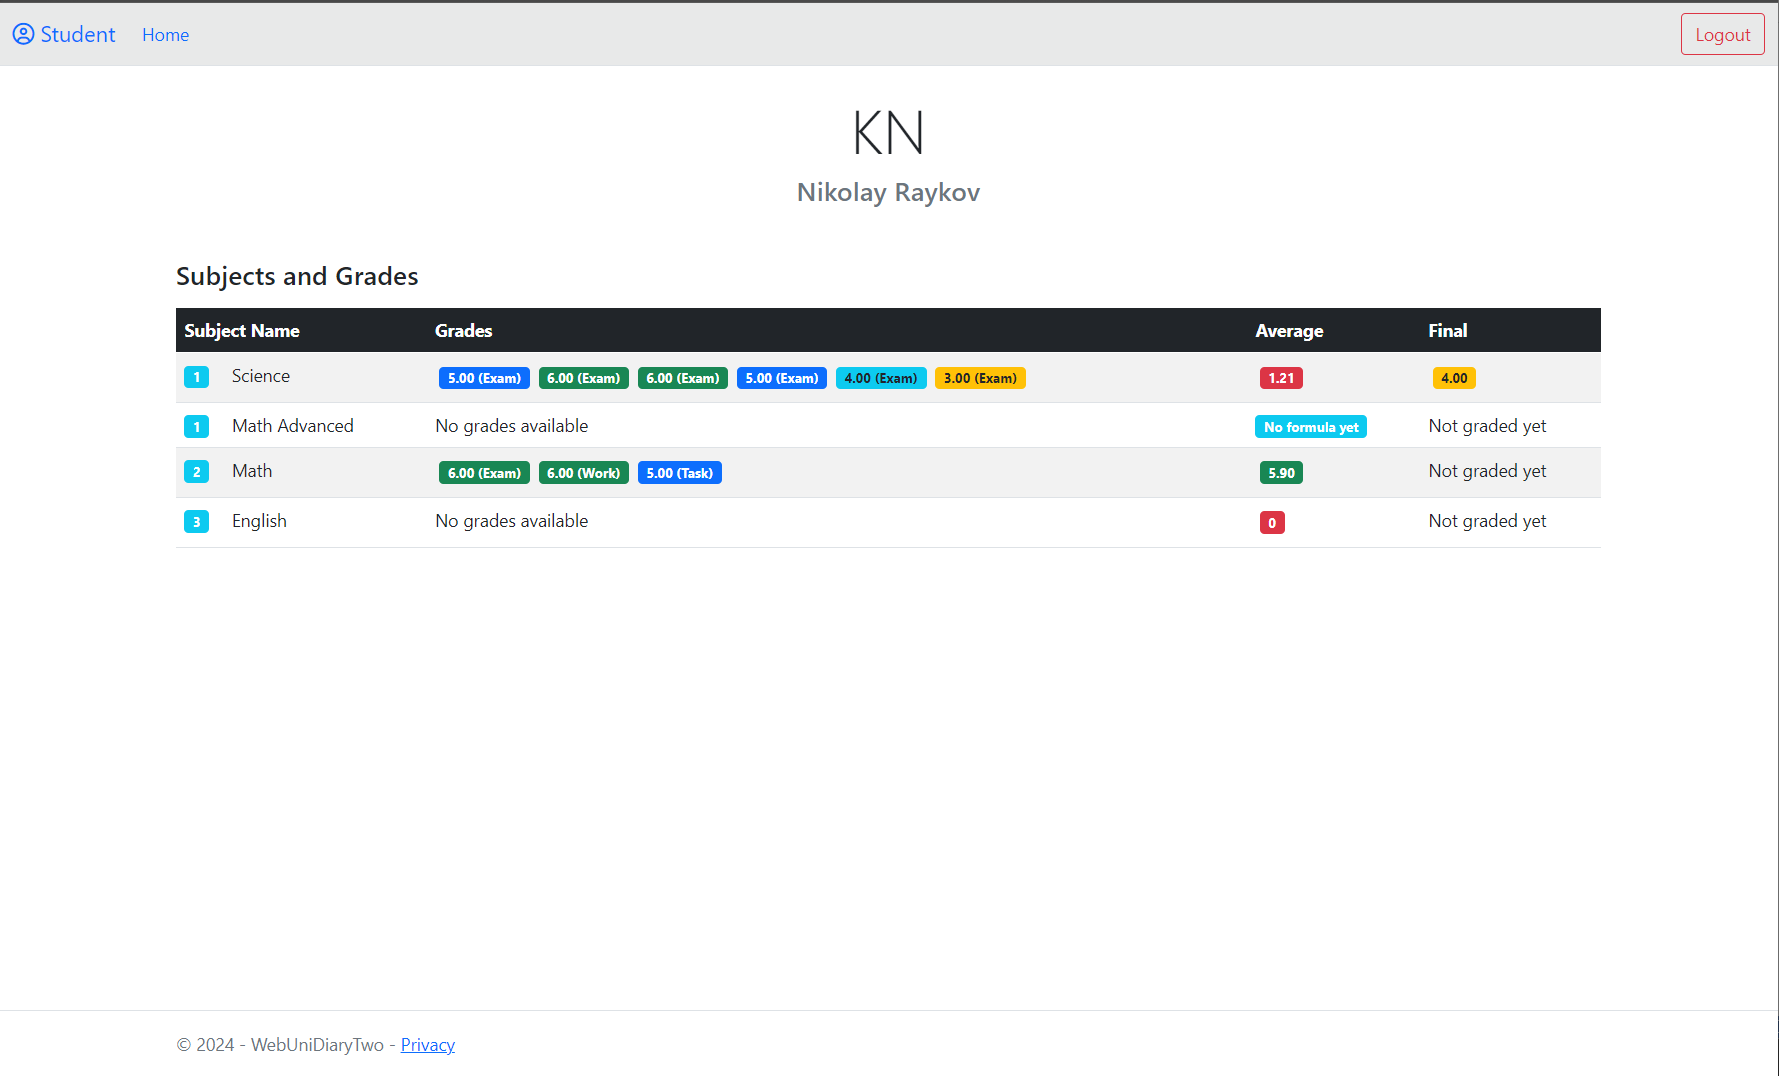 Student Home Logout
KN
Nikolay Raykov
Subjects and Grades
Subject Name Grades Average Final
1 Science 5.00 (Exam) 6.00 (Exam) 6.00 (Exam) 5.00 (Exam) 4.00 (Exam) 3.00 (Exam) 1.21 4.00
1 Math Advanced No grades available No formula yet Not graded yet
2 Math 6.00 (Exam) 6.00 (Work) 5.00 (Task) 5.90 Not graded yet
3 English No grades available 0 Not graded yet
© 2024 - WebUniDiaryTwo - Privacy